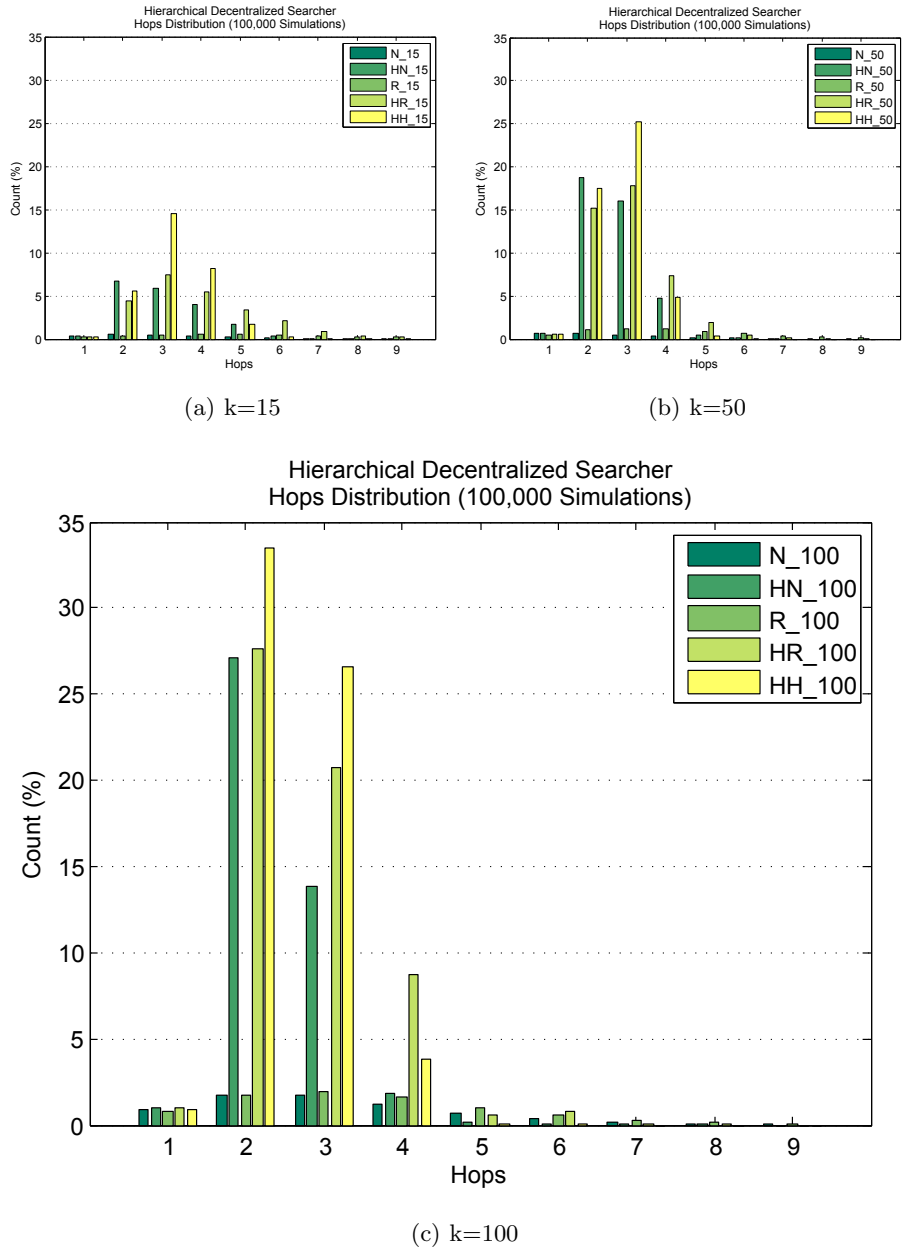 Hierarchical Decentralized Searcher
Hops Distribution (100,000 Simulations)
35
30
25
20
15
10
5
0
Count (%)
1 2 3 4 5 6 7 8 9
Hops
N_15
HN_15
R_15
HR_15
HH_15
(a) k=15
Hierarchical Decentralized Searcher
Hops Distribution (100,000 Simulations)
35
30
25
20
15
10
5
0
Count (%)
1 2 3 4 5 6 7 8 9
Hops
N_50
HN_50
R_50
HR_50
HH_50
(b) k=50
Hierarchical Decentralized Searcher
Hops Distribution (100,000 Simulations)
35
30
25
20
15
10
5
0
Count (%)
1 2 3 4 5 6 7 8 9
Hops
N_100
HN_100
R_100
HR_100
HH_100
(c) k=100